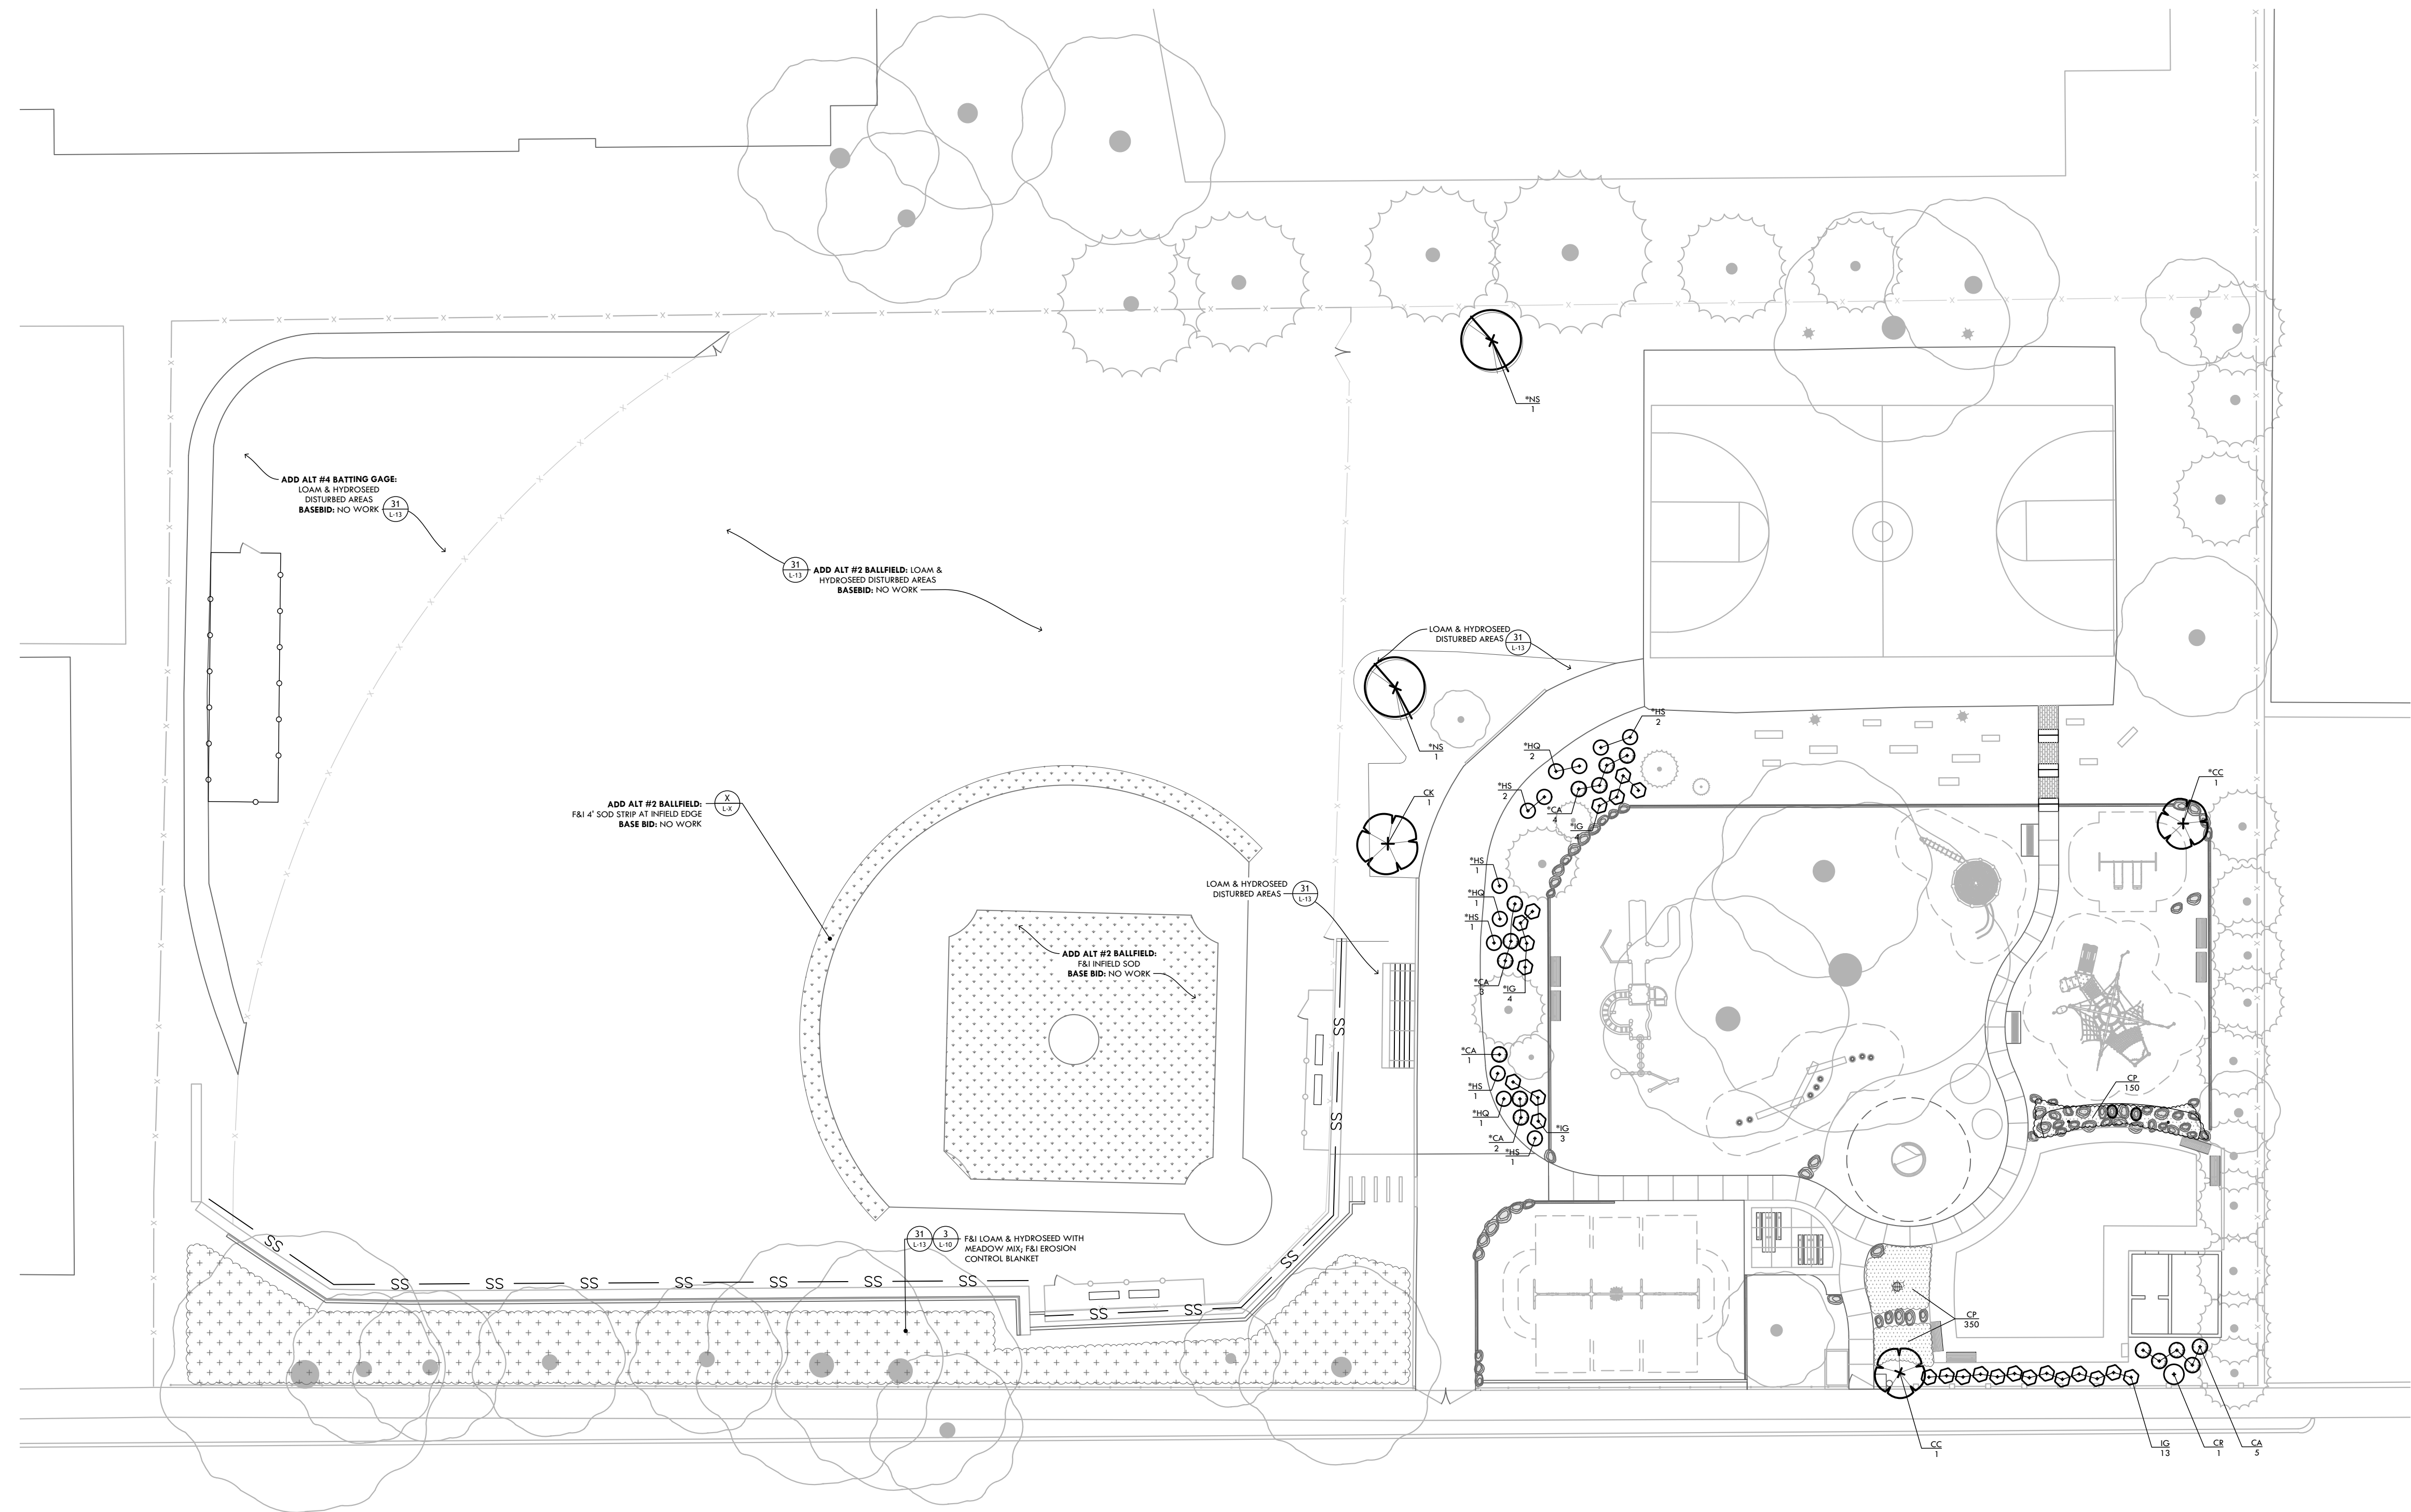 *NS
1
ADD ALT #4 BATTING GAGE:
LOAM & HYDROSEED
DISTURBED AREAS
BASEBID: NO WORK
31
L-13
31
L-13
ADD ALT #2 BALLFIELD: LOAM &
HYDROSEED DISTURBED AREAS
BASEBID: NO WORK
LOAM & HYDROSEED
DISTURBED AREAS
31
L-13
*NS
1
*HS
2
*HQ
2
*HS
2
*CA
4
*IG
4
CK
1
*CC
1
ADD ALT #2 BALLFIELD:
F&I 4' SOD STRIP AT INFIELD EDGE
BASE BID: NO WORK
X
L-X
LOAM & HYDROSEED
DISTURBED AREAS
31
L-13
*HS
1
*HQ
1
*HS
1
*CA
3
*IG
4
ADD ALT #2 BALLFIELD:
F&I INFIELD SOD
BASE BID: NO WORK
*CA
1
*HS
1
*HQ
1
*CA
2
*HS
1
*IG
3
CP
150
SS
SS
SS
31
L-13
3
L-10
F&I LOAM & HYDROSEED WITH
MEADOW MIX; F&I EROSION
CONTROL BLANKET
SS
SS
SS
SS
SS
SS
SS
SS
SS
SS
CP
350
CC
1
IG
13
CR
1
CA
5